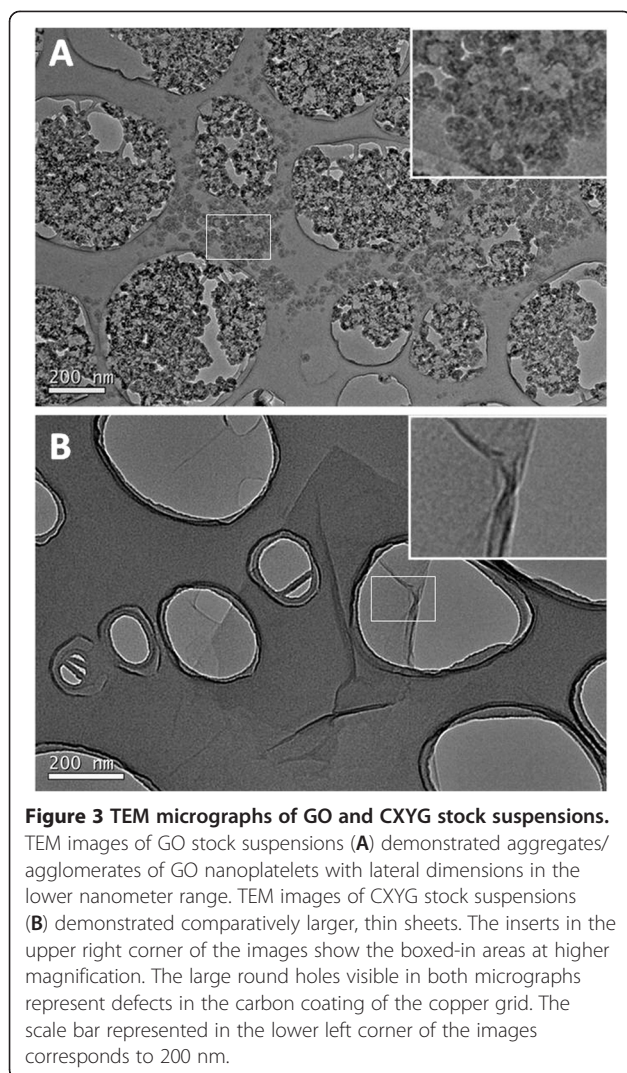 A
200 nm
B
200 nm
Figure 3 TEM micrographs of GO and CXYG stock suspensions.
TEM images of GO stock suspensions (A) demonstrated aggregates/
agglomerates of GO nanoplatelets with lateral dimensions in the
lower nanometer range. TEM images of CXYG stock suspensions
(B) demonstrated comparatively larger, thin sheets. The inserts in the
upper right corner of the images show the boxed-in areas at higher
magnification. The large round holes visible in both micrographs
represent defects in the carbon coating of the copper grid. The
scale bar represented in the lower left corner of the images
corresponds to 200 nm.